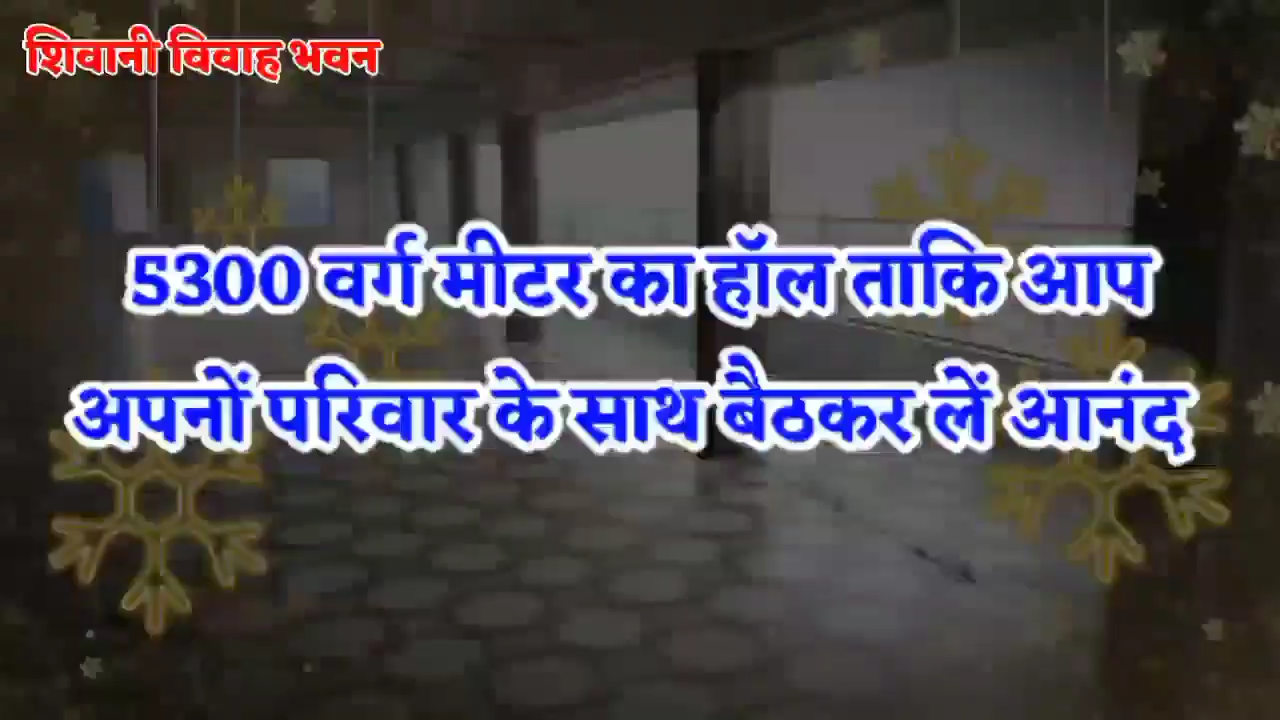 शिवानी विवाह भवन
5300 वर्ग मीटर का हॉल ताकि आप
अपनों परिवार के साथ बैठकर लें आनंद